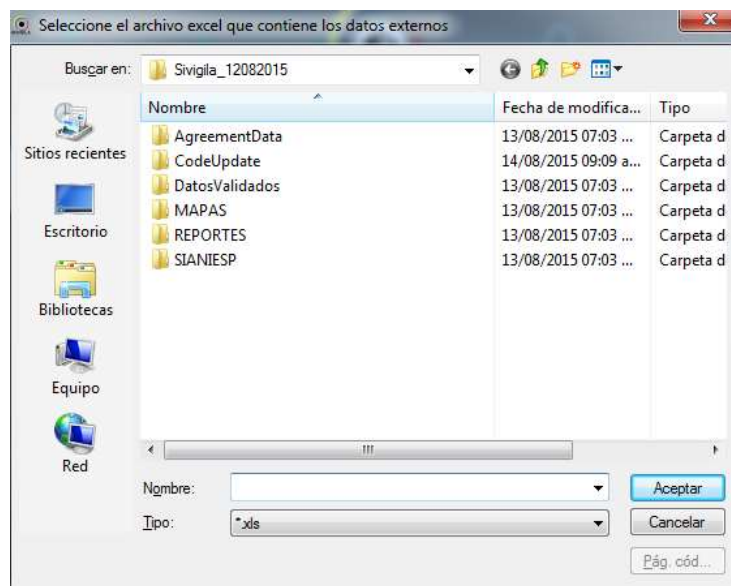 Seleccione el archivo excel que contiene los datos externos
Buscar en: Sivigila_12082015
Nombre Fecha de modifica... Tipo
AgreementData 13/08/2015 07:03 ... Carpeta d
CodeUpdate 14/08/2015 09:09 a... Carpeta d
DatosValidados 13/08/2015 07:03 ... Carpeta d
MAPAS 13/08/2015 07:03 ... Carpeta d
REPORTES 13/08/2015 07:03 ... Carpeta d
SIANIESP 13/08/2015 07:03 ... Carpeta d
Sitios recientes
Escritorio
Bibliotecas
Equipo
Red
Nombre: Aceptar
Tipo: *.xls Cancelar
Pág. cód...